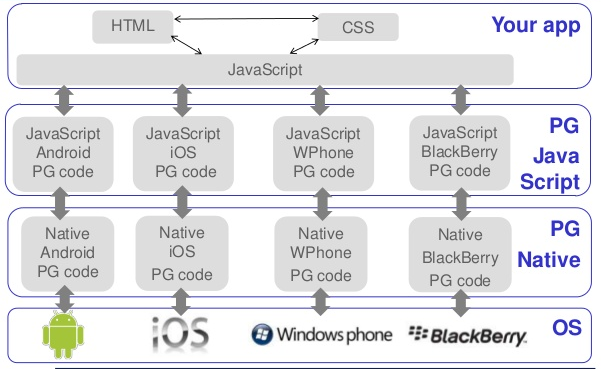 HTML
CSS
Your app
JavaScript
JavaScript
Android
PG code
JavaScript
iOS
PG code
JavaScript
WPhone
PG code
JavaScript
BlackBerry
PG code
PG
Java
Script
Native
Android
PG code
Native
iOS
PG code
Native
WPhone
PG code
Native
BlackBerry
PG code
PG
Native
iOS
Windows phone
BlackBerry.
OS